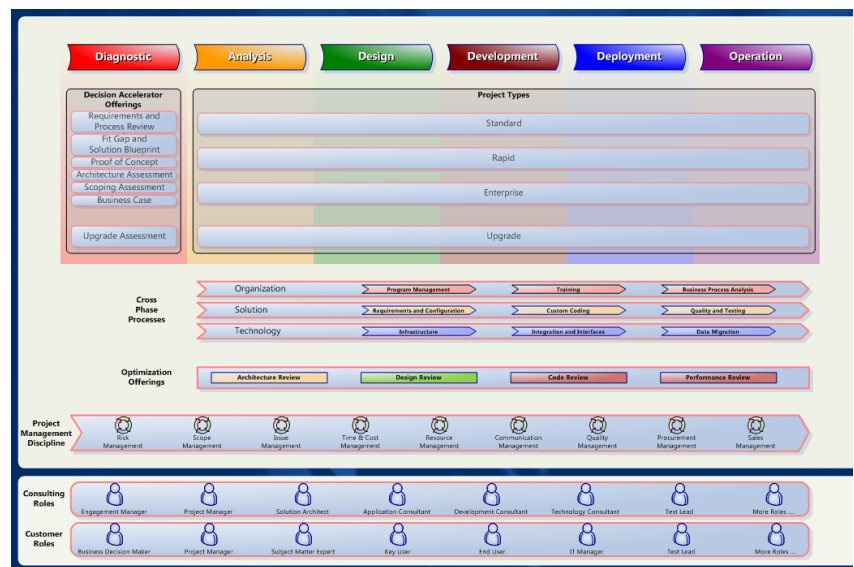 Diagnostic
Analysis
Design
Development
Deployment
Operation
Decision Accelerator
Offerings
Requirements and
Process Review
Fit Gap and
Solution Blueprint
Proof of Concept
Architecture Assessment
Scoping Assessment
Business Case
Upgrade Assessment
Project Types
Standard
Rapid
Enterprise
Upgrade
Cross
Phase
Processes
Organization
Program Management
Training
Business Process Analysis
Solution
Requirements and Configuration
Custom Coding
Quality and Testing
Technology
Infrastructure
Integration and Interfaces
Data Migration
Optimization
Offerings
Architecture Review
Design Review
Code Review
Performance Review
Project
Management
Discipline
Risk
Management
Scope
Management
Issue
Management
Time & Cost
Management
Resource
Management
Communication
Management
Quality
Management
Procurement
Management
Sales
Management
Consulting
Roles
Engagement Manager
Project Manager
Solution Architect
Application Consultant
Development Consultant
Technology Consultant
Test Lead
More Roles ....
Customer
Roles
Business Decision Maker
Project Manager
Subject Matter Expert
Key User
End User
IT Manager
Test Lead
More Roles ....